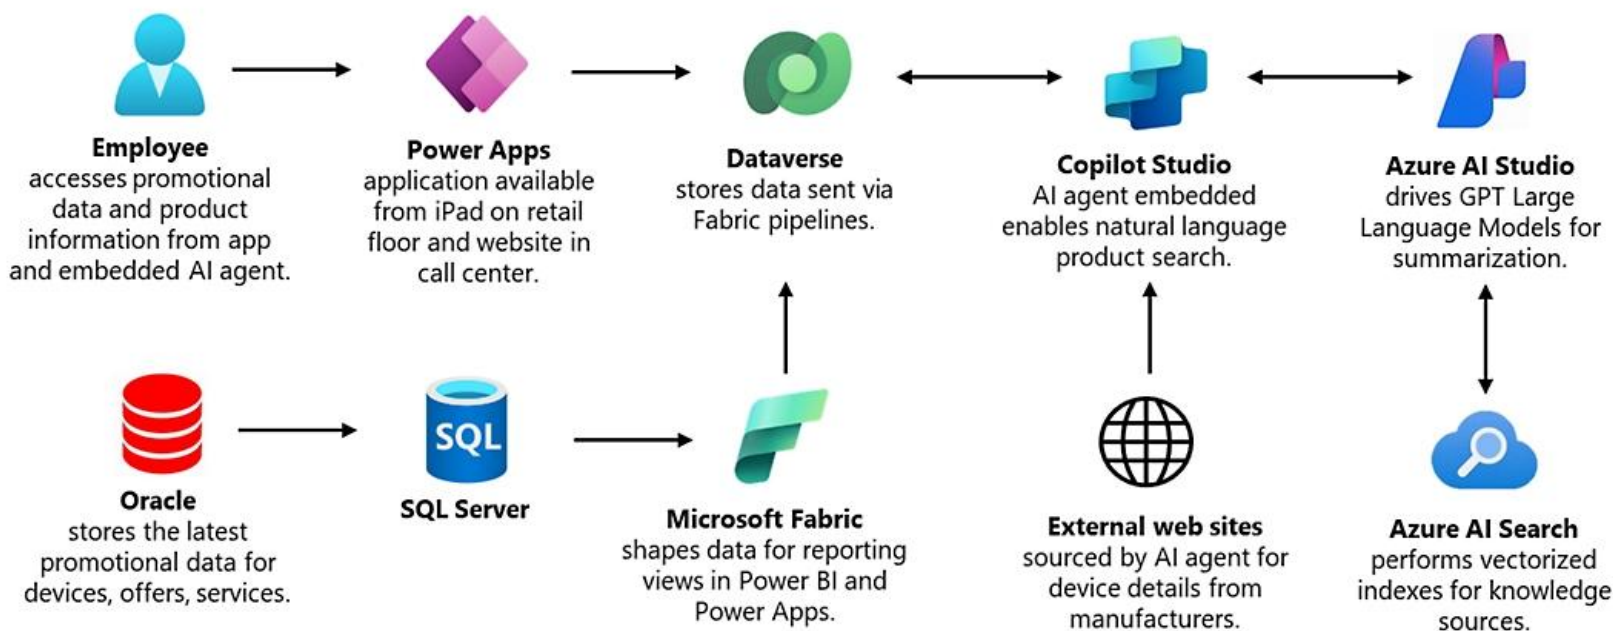 Employee
accesses promotional
data and product
information from app
and embedded AI agent.
Power Apps
application available
from iPad on retail
floor and website in
call center.
Dataverse
stores data sent via
Fabric pipelines.
Copilot Studio
AI agent embedded
enables natural language
product search.
Azure AI Studio
drives GPT Large
Language Models for
summarization.
Oracle
stores the latest
promotional data for
devices, offers, services.
SQL
SQL Server
Microsoft Fabric
shapes data for reporting
views in Power BI and
Power Apps.
External web sites
sourced by AI agent for
device details from
manufacturers.
Azure AI Search
performs vectorized
indexes for knowledge
sources.